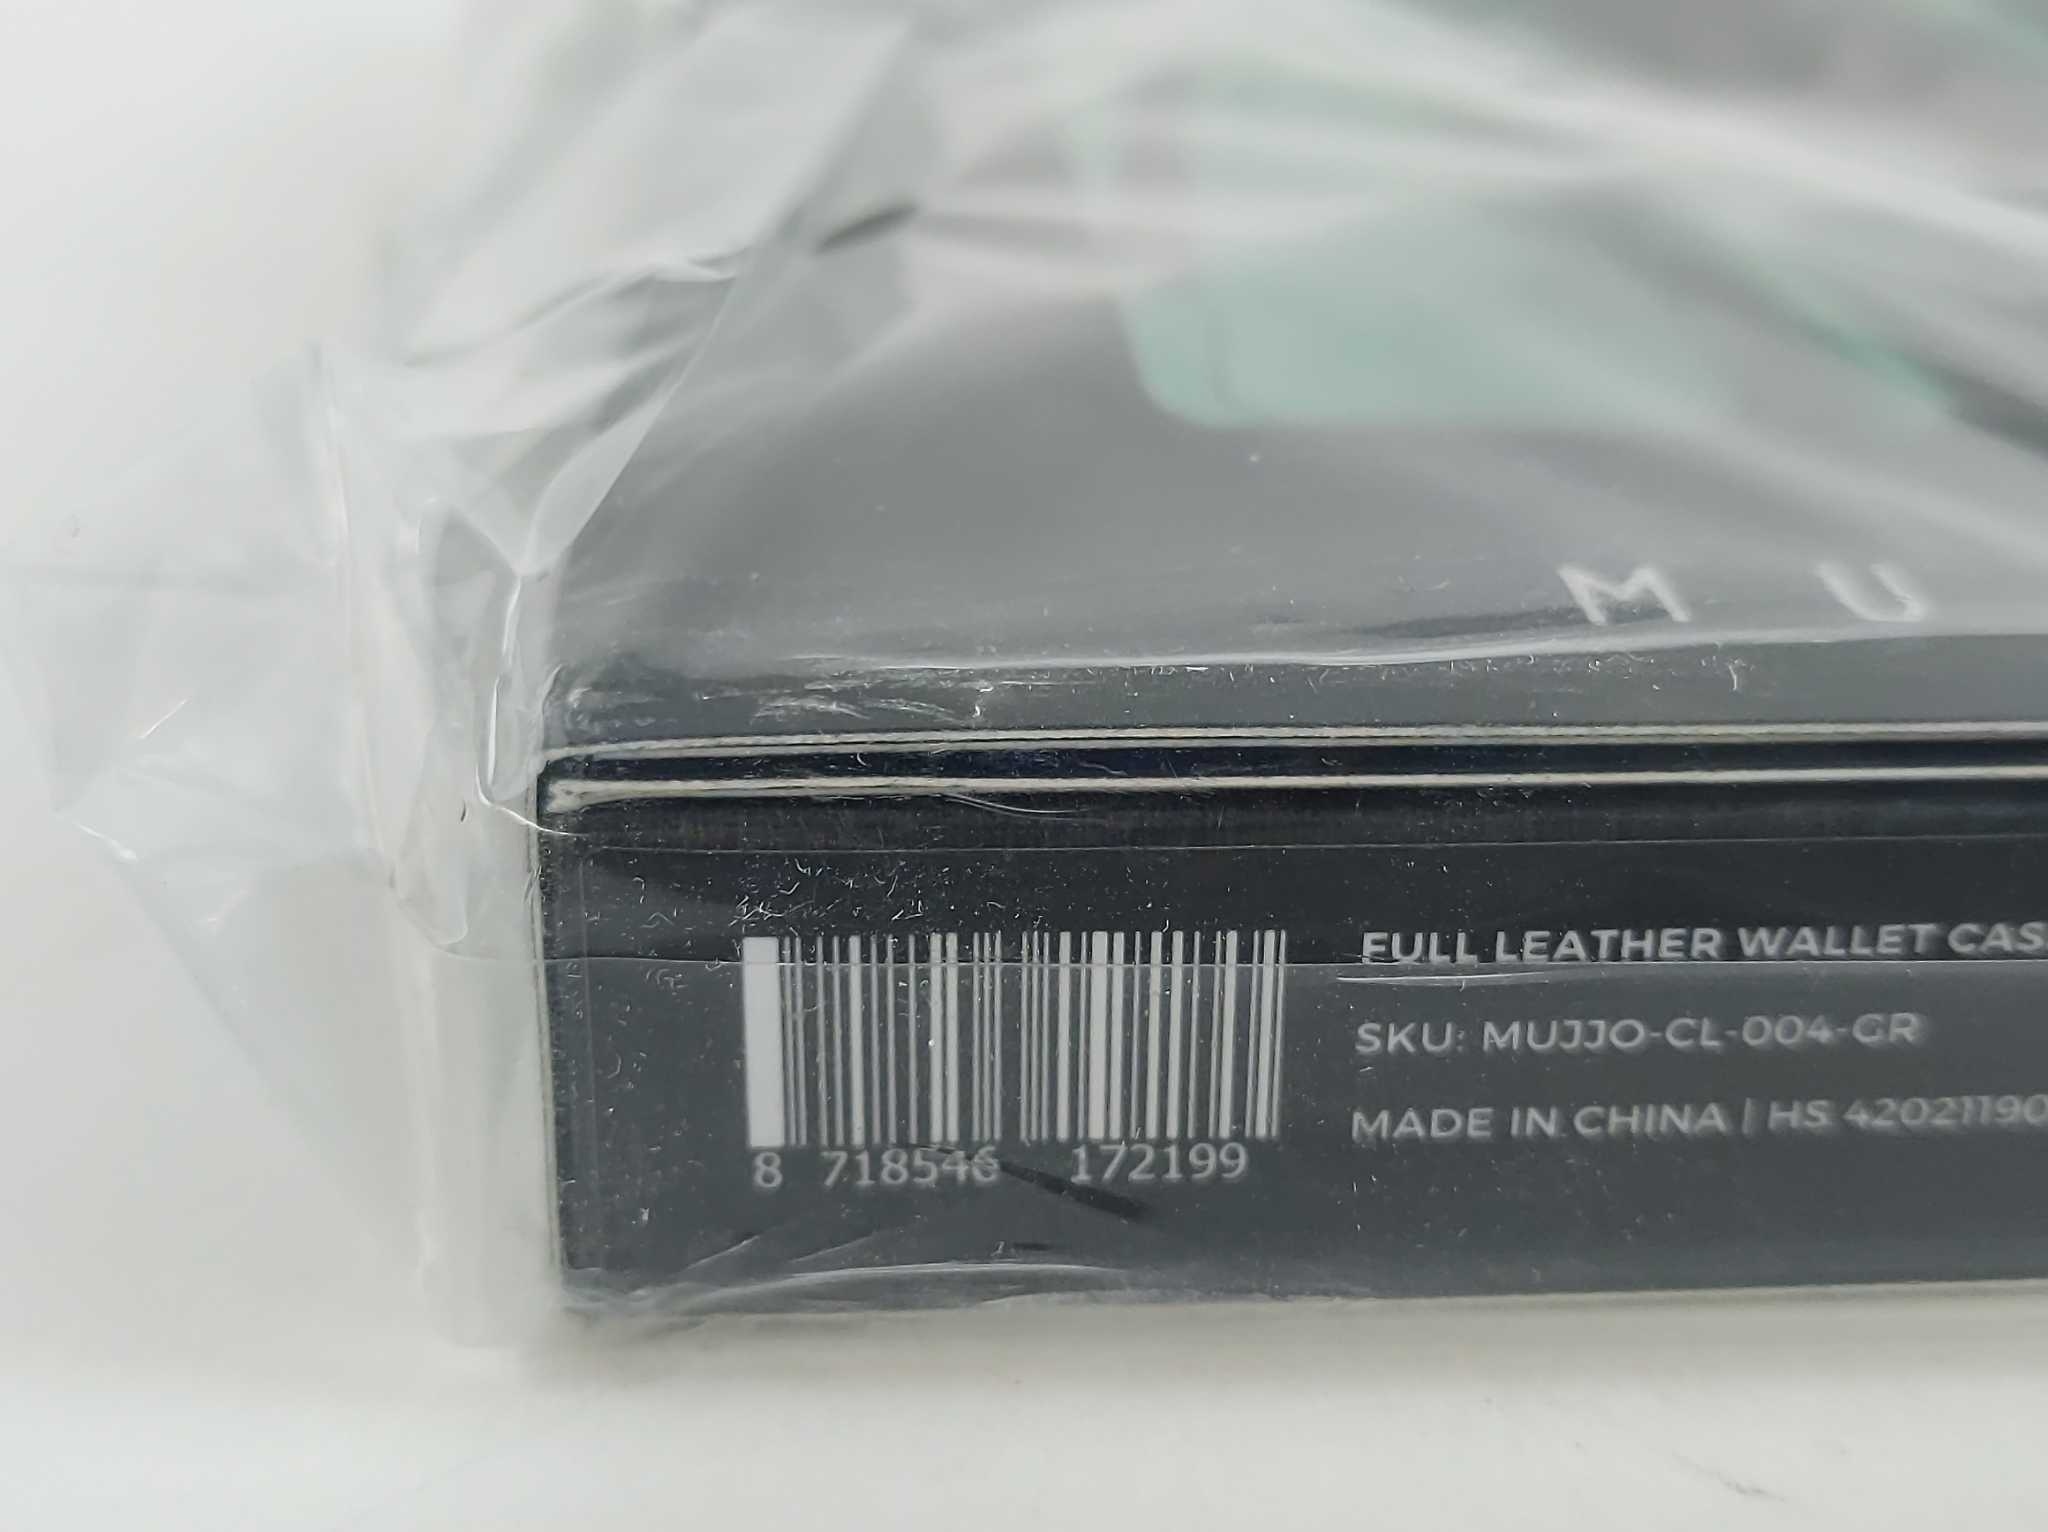 M U
FULL LEATHER WALLET CAS
SKU: MUJJO-CL-004-GR
MADE IN CHINA | HS 42021190
8 718546 172199